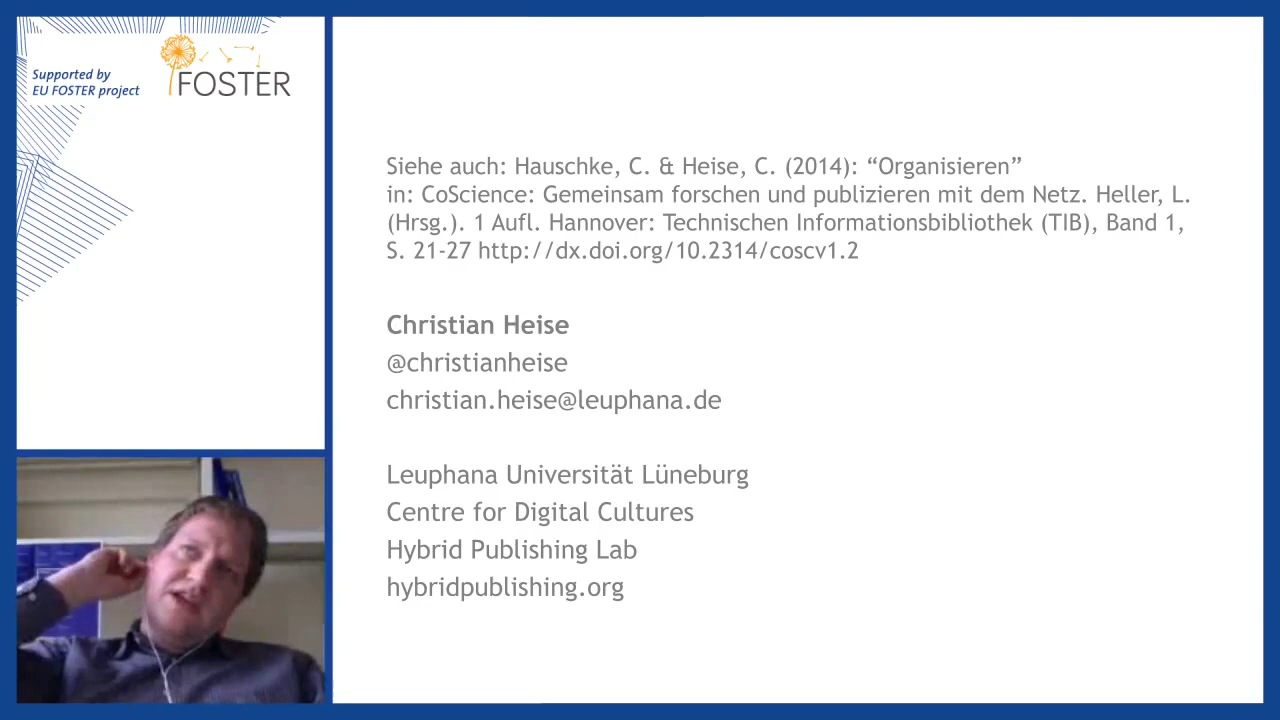 Supported by
EU FOSTER project
FOSTER
Siehe auch: Hauschke, C. & Heise, C. (2014): “Organisieren”
in: CoScience: Gemeinsam forschen und publizieren mit dem Netz. Heller, L.
(Hrsg.). 1 Aufl. Hannover: Technischen Informationsbibliothek (TIB), Band 1,
S. 21-27 http://dx.doi.org/10.2314/coscv1.2
Christian Heise
@christianheise
christian.heise@leuphana.de
Leuphana Universität Lüneburg
Centre for Digital Cultures
Hybrid Publishing Lab
hybridpublishing.org